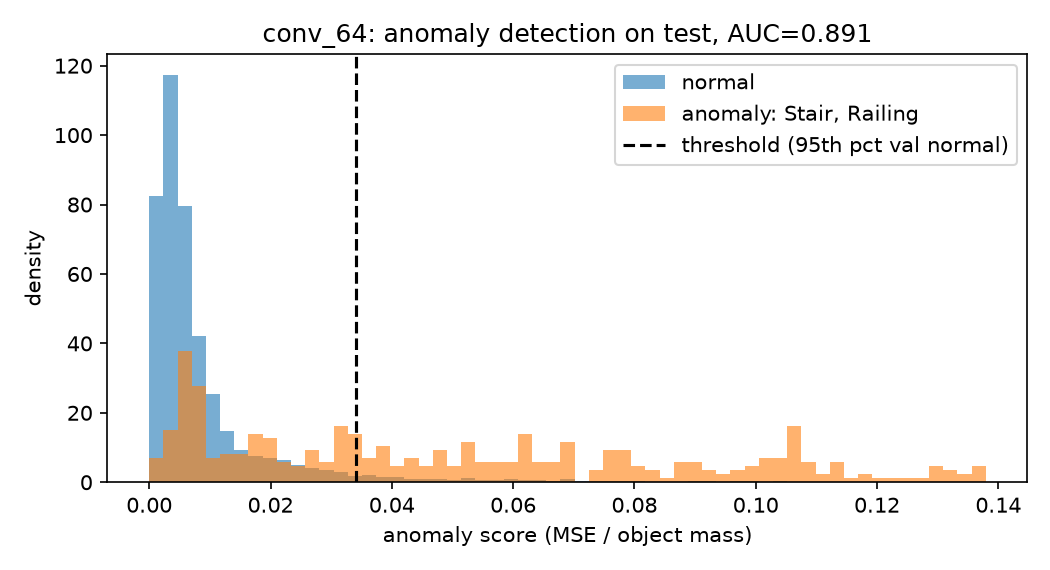 conv_64: anomaly detection on test, AUC=0.891
normal
anomaly: Stair, Railing
threshold (95th pct val normal)
density
120
100
80
60
40
20
0
0.00 0.02 0.04 0.06 0.08 0.10 0.12 0.14
anomaly score (MSE / object mass)